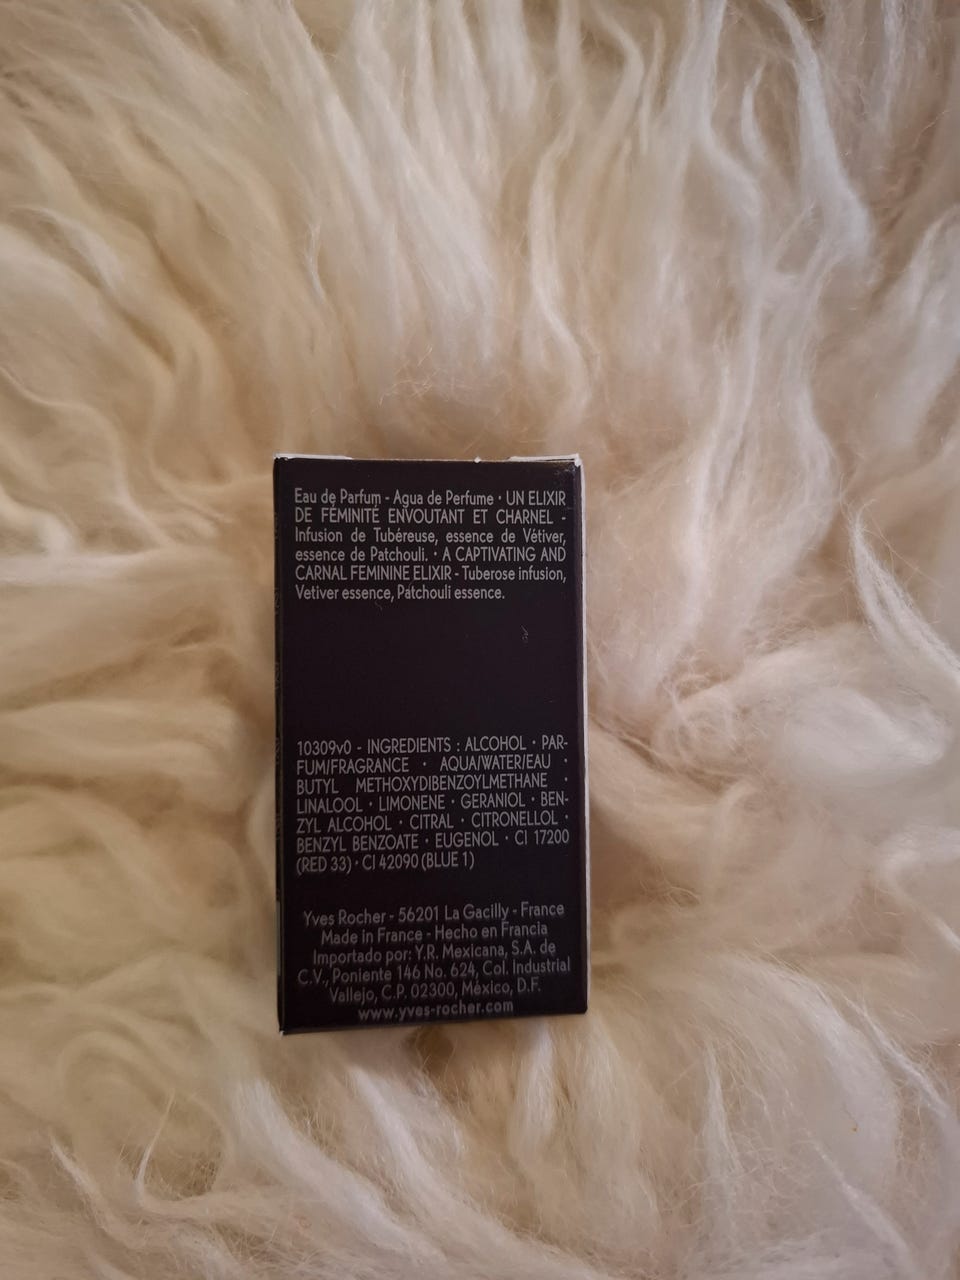 Eau de Parfum - Agua de Perfume • UN ELIXIR
DE FÉMINITÉ ENVOUTANT ET CHARNEL -
Infusion de Tubéreuse, essence de Vétiver,
essence de Patchouli. • A CAPTIVATING AND
CARNAL FEMININE ELIXIR - Tuberose infusion,
Vetiver essence, Patchouli essence.
10309v0 - INGREDIENTS : ALCOHOL • PAR-
FUM/FRAGRANCE • AQUA/WATER/EAU •
BUTYL METHOXYDIBENZOYLMETHANE •
LINALOOL • LIMONENE • GERANIOL • BEN-
ZYL ALCOHOL • CITRAL • CITRONELLOL •
BENZYL BENZOATE • EUGENOL • CI 17200
(RED 33) • CI 42090 (BLUE 1)
Yves Rocher - 56201 La Gacilly - France
Made in France - Hecho en Francia
Importado por: Y.R. Mexicana, S.A. de
C.V., Poniente 146 No. 624, Col. Industrial
Vallejo, C.P. 02300, México, D.F.
www.yves-rocher.com